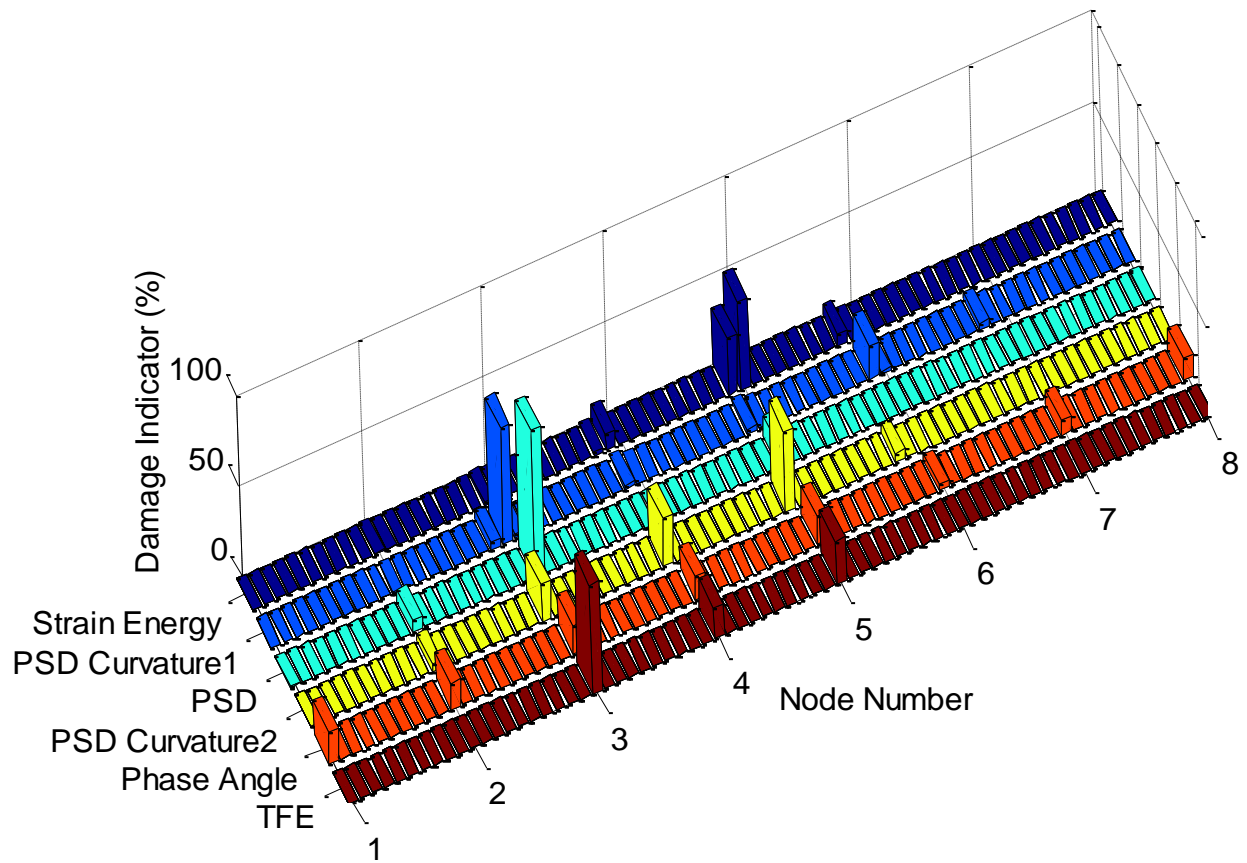 Damage Indicator (%)
100
50
0
Strain Energy
PSD Curvature1
PSD
PSD Curvature2
Phase Angle
TFE
1
2
3
4
5
6
7
8
Node Number